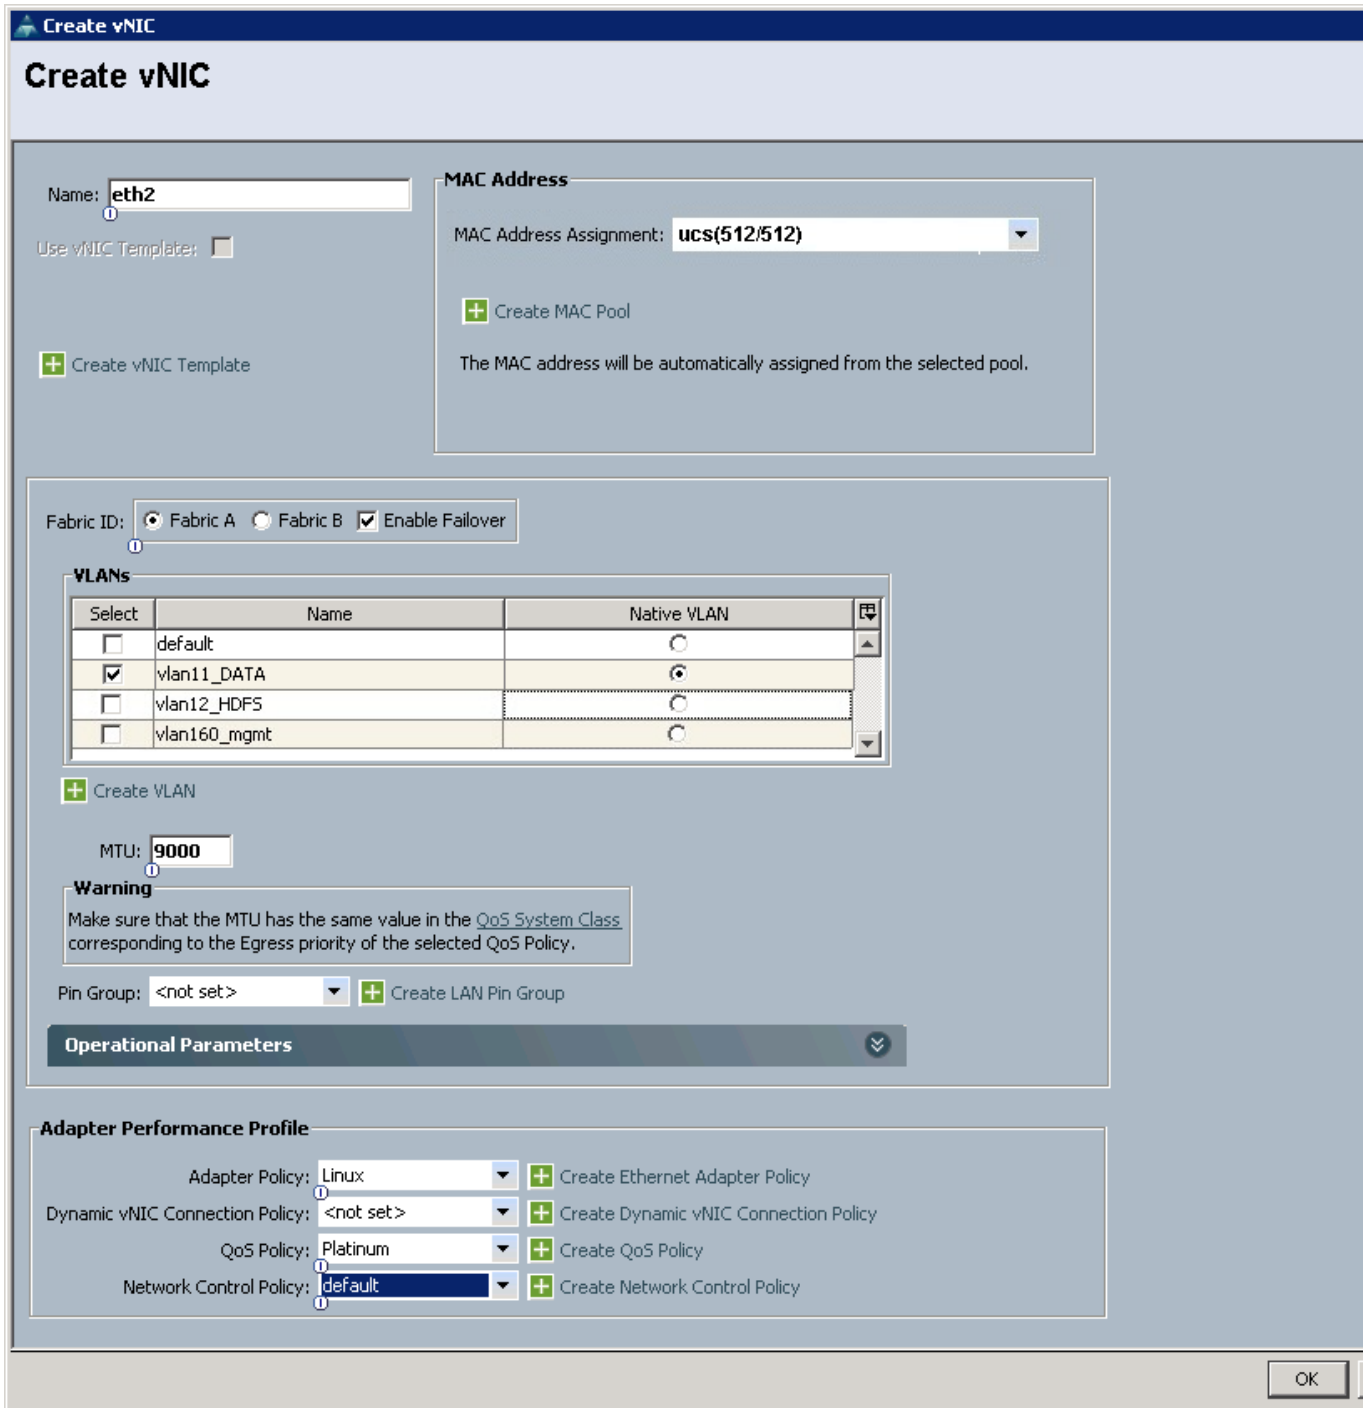 Create vNIC
Create vNIC
Name: eth2
Use vNIC Template:
Create vNIC Template
MAC Address
MAC Address Assignment: ucs(512/512)
Create MAC Pool
The MAC address will be automatically assigned from the selected pool.
Fabric ID: Fabric A Fabric B Enable Failover
VLANs
Select Name Native VLAN
default
vlan11_DATA
vlan12_HDFS
vlan160_mgmt
Create VLAN
MTU: 9000
Warning
Make sure that the MTU has the same value in the QoS System Class
corresponding to the Egress priority of the selected QoS Policy.
Pin Group: <not set> Create LAN Pin Group
Operational Parameters
Adapter Performance Profile
Adapter Policy: Linux Create Ethernet Adapter Policy
Dynamic vNIC Connection Policy: <not set> Create Dynamic vNIC Connection Policy
QoS Policy: Platinum Create QoS Policy
Network Control Policy: default Create Network Control Policy
OK